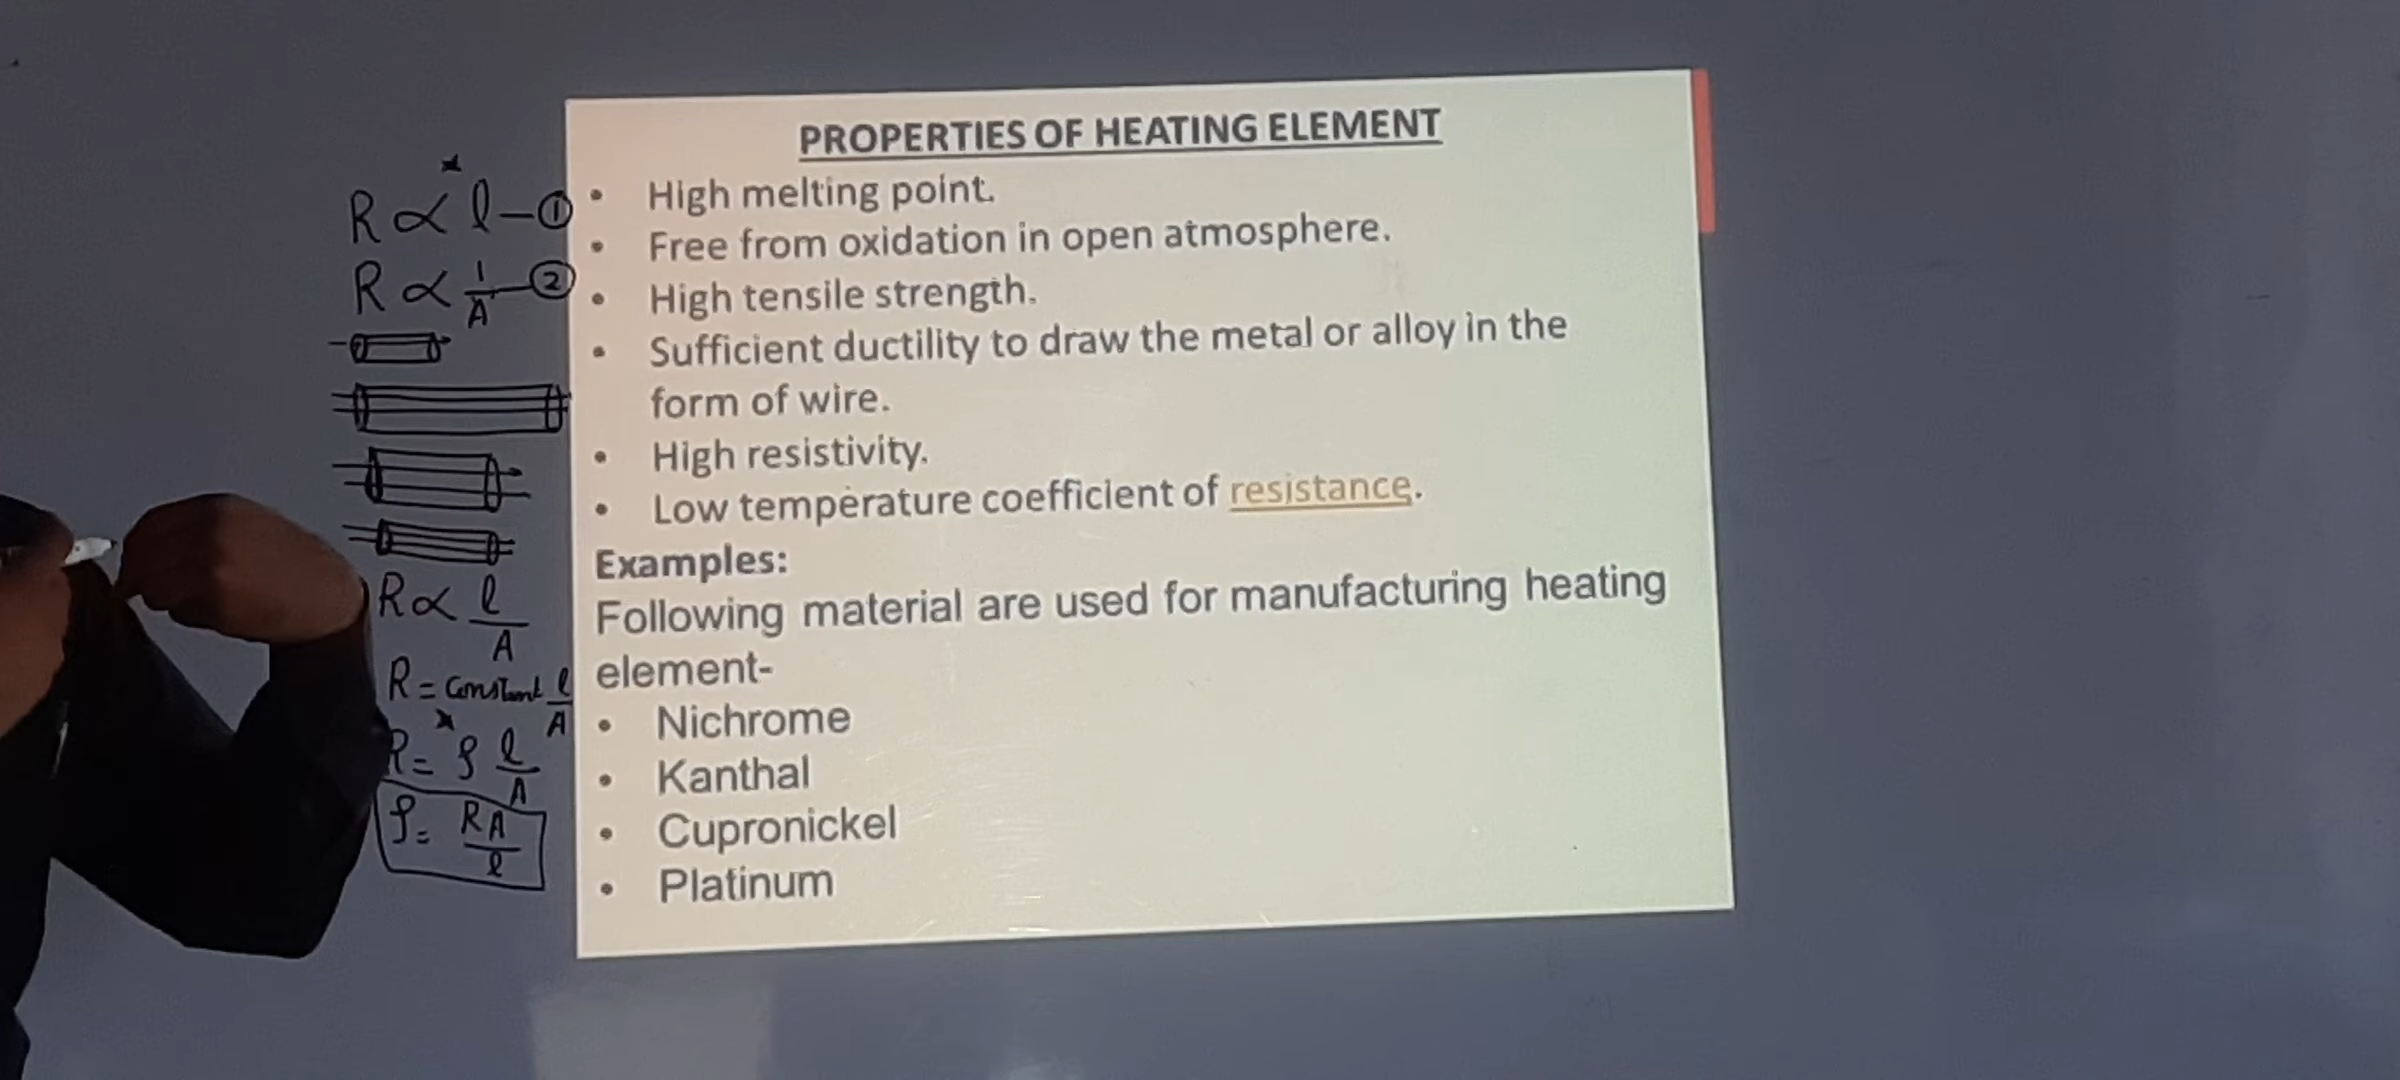 R ∝ l – ①
R ∝ 1/A – ②
R ∝ l/A
R = Constant l/A
R = ρ l/A
ρ = RA/l
PROPERTIES OF HEATING ELEMENT
• High melting point.
• Free from oxidation in open atmosphere.
• High tensile strength.
• Sufficient ductility to draw the metal or alloy in the
form of wire.
• High resistivity.
• Low temperature coefficient of resistance.
Examples:
Following material are used for manufacturing heating
element-
• Nichrome
• Kanthal
• Cupronickel
• Platinum